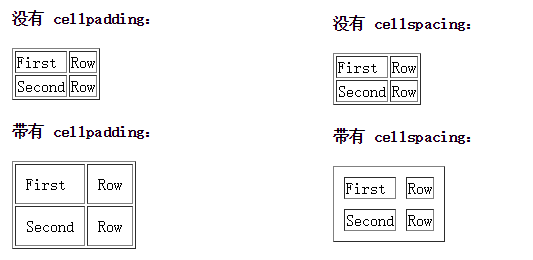 没有 cellpadding:
First Row
Second Row
带有 cellpadding:
First Row
Second Row
没有 cellspacing:
First Row
Second Row
带有 cellspacing:
First Row
Second Row